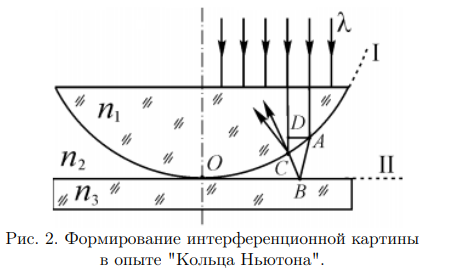 λ
I
n₁
D
A
n₂
O
C
II
n₃
B
Рис. 2. Формирование интерференционной картины
в опыте "Кольца Ньютона".